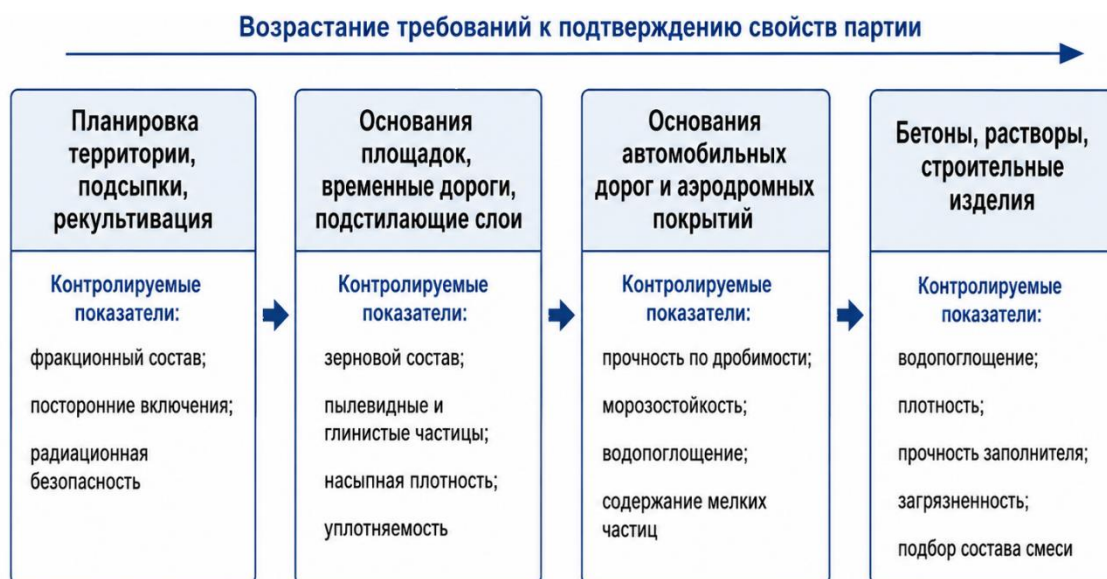 Возрастание требований к подтверждению свойств партии
Планировка
территории,
подсыпки,
рекультивация
Контролируемые
показатели:
фракционный состав;
посторонние включения;
радиационная
безопасность
Основания
площадок,
временные дороги,
подстилающие слои
Контролируемые
показатели:
зерновой состав;
пылевидные и
глинистые частицы;
насыпная плотность;
уплотняемость
Основания
автомобильных
дорог и аэродромных
покрытий
Контролируемые
показатели:
прочность по дробимости;
морозостойкость;
водопоглощение;
содержание мелких
частиц
Бетоны, растворы,
строительные
изделия
Контролируемые
показатели:
водопоглощение;
плотность;
прочность заполнителя;
загрязненность;
подбор состава смеси